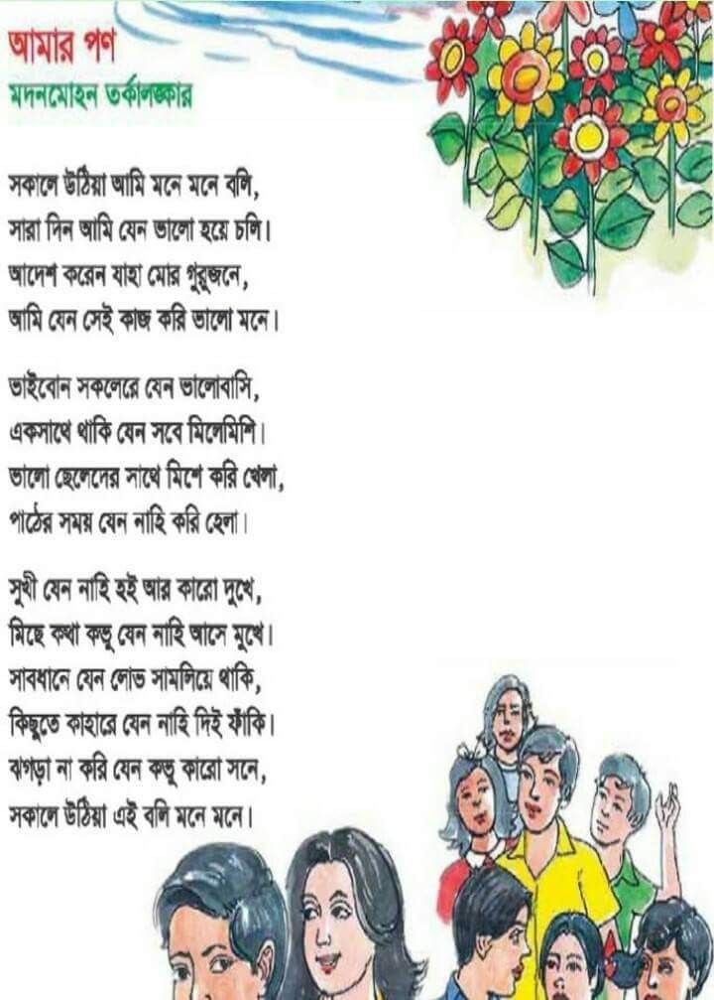 আমার পণ
মদনমোহন তর্কালঙ্কার
সকালে উঠিয়া আমি মনে মনে বলি,
সারা দিন আমি যেন ভালো হয়ে চলি।
আদেশ করেন যাহা মোর গুরুজনে,
আমি যেন সেই কাজ করি ভালো মনে।
ভাইবোন সকলেরে যেন ভালোবাসি,
একসাথে থাকি যেন সবে মিলেমিশি।
ভালো ছেলেদের সাথে মিশে করি খেলা,
পাঠের সময় যেন নাহি করি হেলা।
সুখী যেন নাহি হই আর কারো দুখে,
মিছে কথা কভু যেন নাহি আসে মুখে।
সাবধানে যেন লোভ সামলিয়ে থাকি,
কিছুতে কাহারে যেন নাহি দিই ফাঁকি।
ঝগড়া না করি যেন কভু কারো সনে,
সকালে উঠিয়া এই বলি মনে মনে।